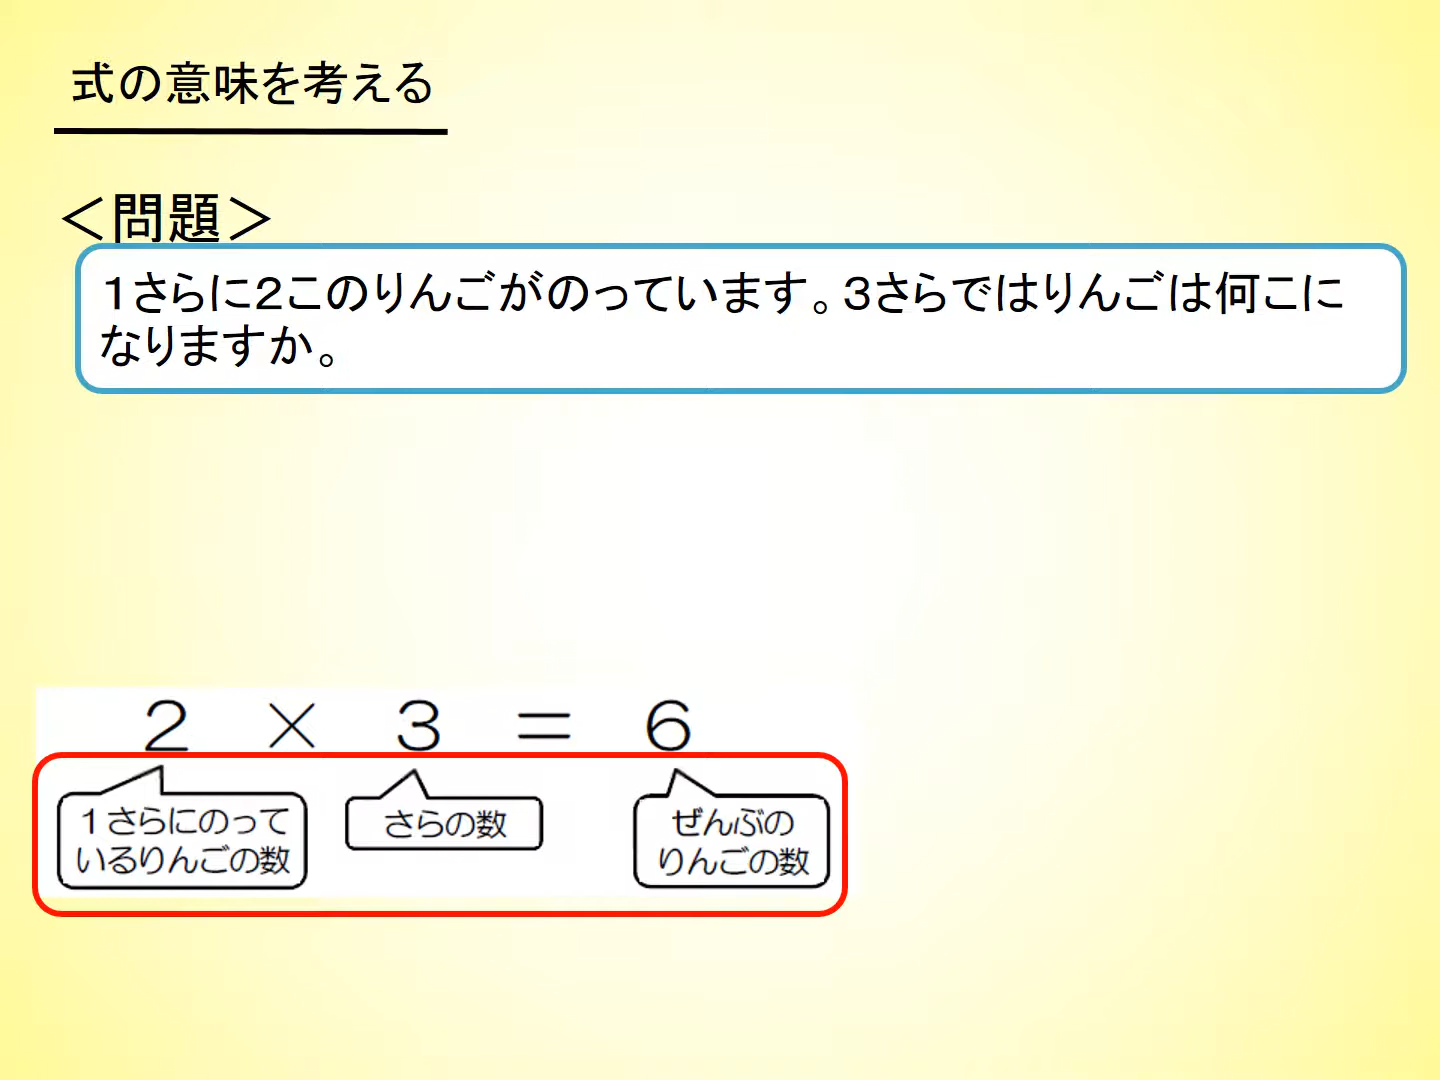 式の意味を考える
＜問題＞
１さらに２このりんごがのっています。３さらではりんごは何こに
なりますか。
２ × ３ ＝ ６
１さらにのって
いるりんごの数
さらの数
ぜんぶの
りんごの数